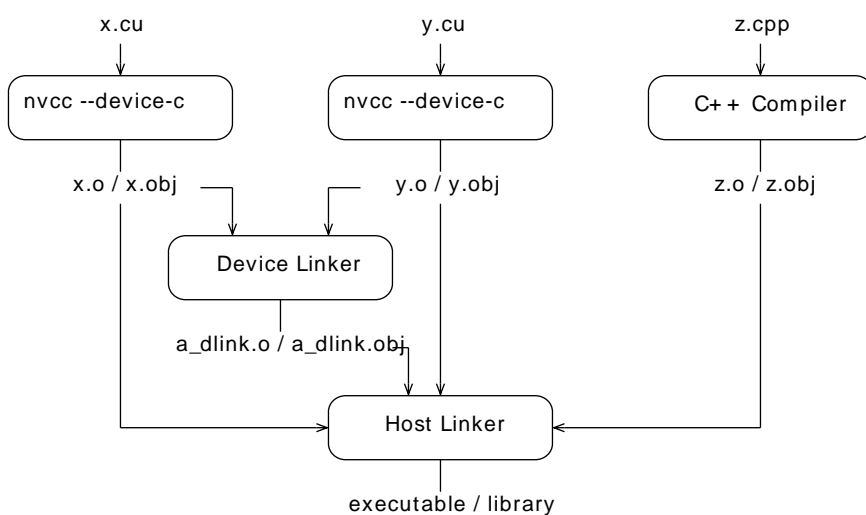 x.cu y.cu z.cpp
nvcc --device-c nvcc --device-c C++ Compiler
x.o / x.obj y.o / y.obj z.o / z.obj
Device Linker
a_dlink.o / a_dlink.obj
Host Linker
executable / library